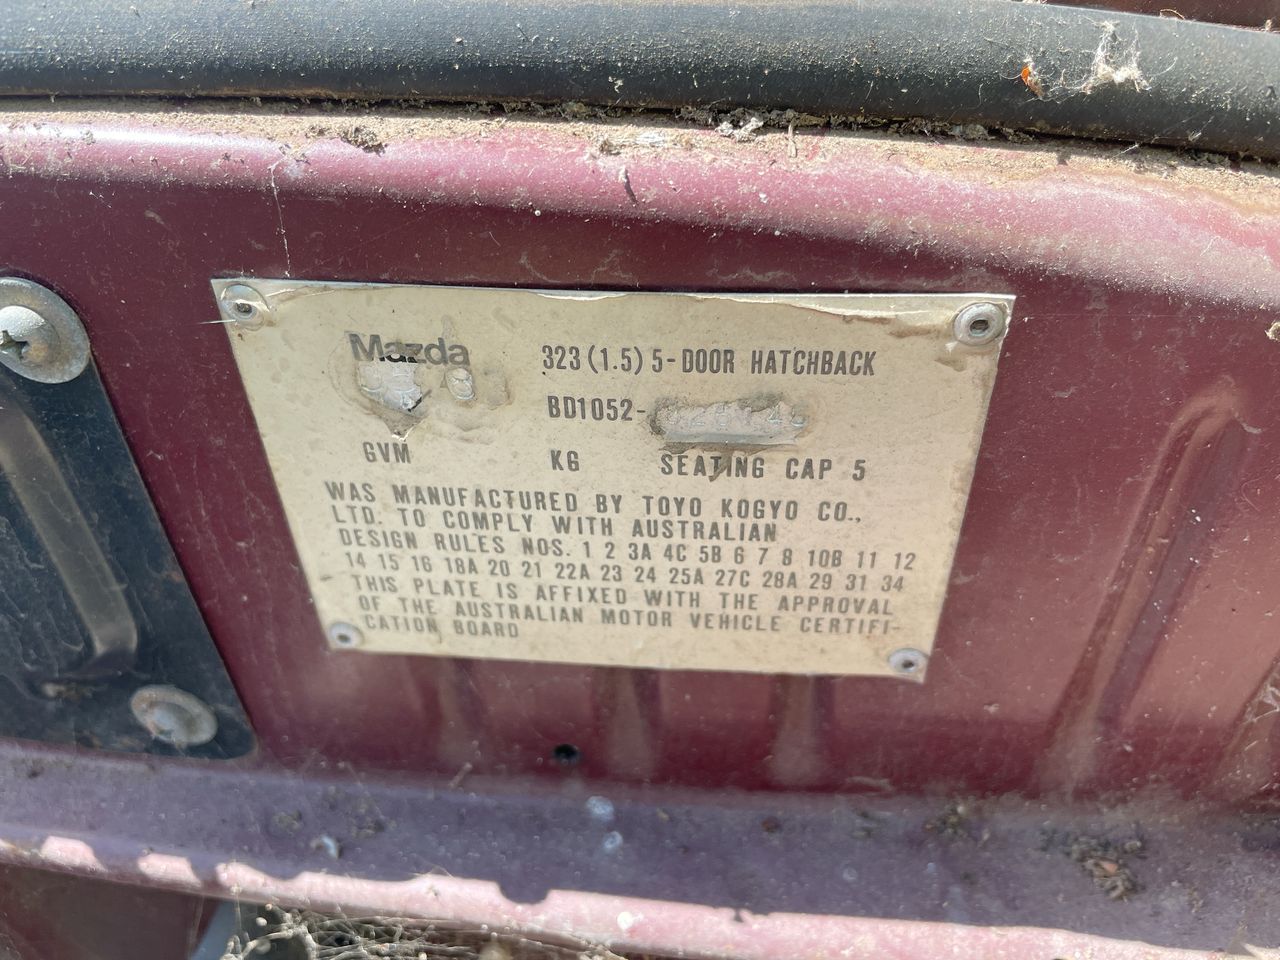 Mazda 323 (1.5) 5-DOOR HATCHBACK
BD1052-
GVM KG SEATING CAP 5
WAS MANUFACTURED BY TOYO KOGYO CO.,
LTD. TO COMPLY WITH AUSTRALIAN
DESIGN RULES NOS. 1 2 3A 4C 5B 6 7 8 10B 11 12
14 15 16 18A 20 21 22A 23 24 25A 27C 28A 29 31 34
THIS PLATE IS AFFIXED WITH THE APPROVAL
OF THE AUSTRALIAN MOTOR VEHICLE CERTIFI-
CATION BOARD